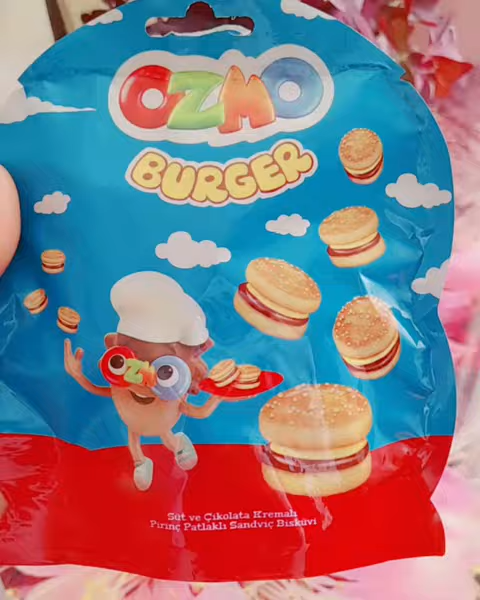 OZMO
BURGER
OZMO
Süt ve Çikolata Kremalı
Pirinç Patlaklı Sandviç Bisküvi